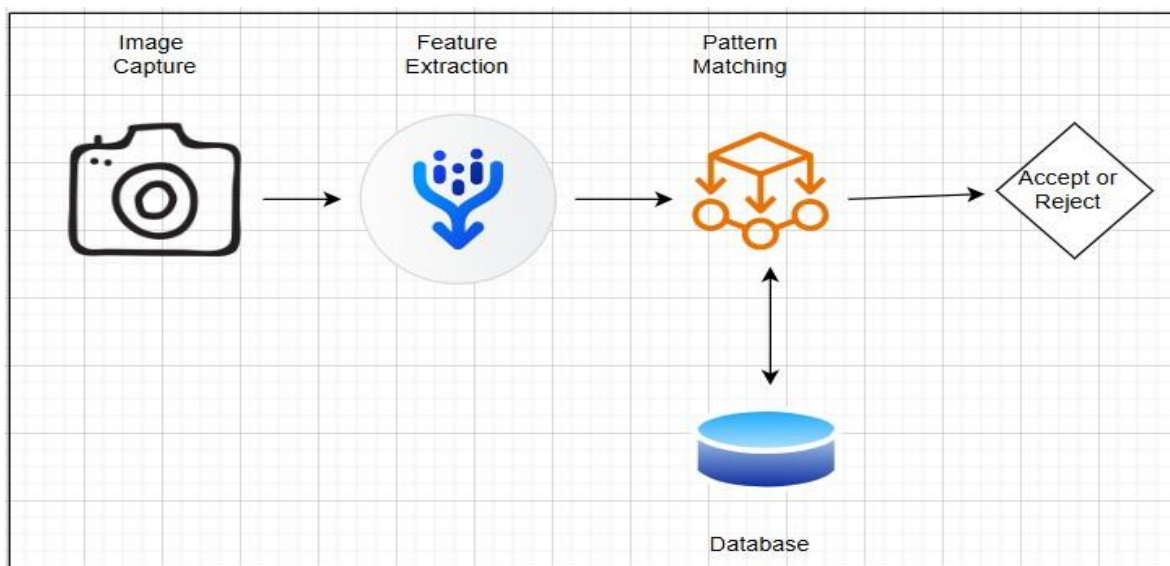 Image
Capture
Feature
Extraction
Pattern
Matching
Accept or
Reject
Database